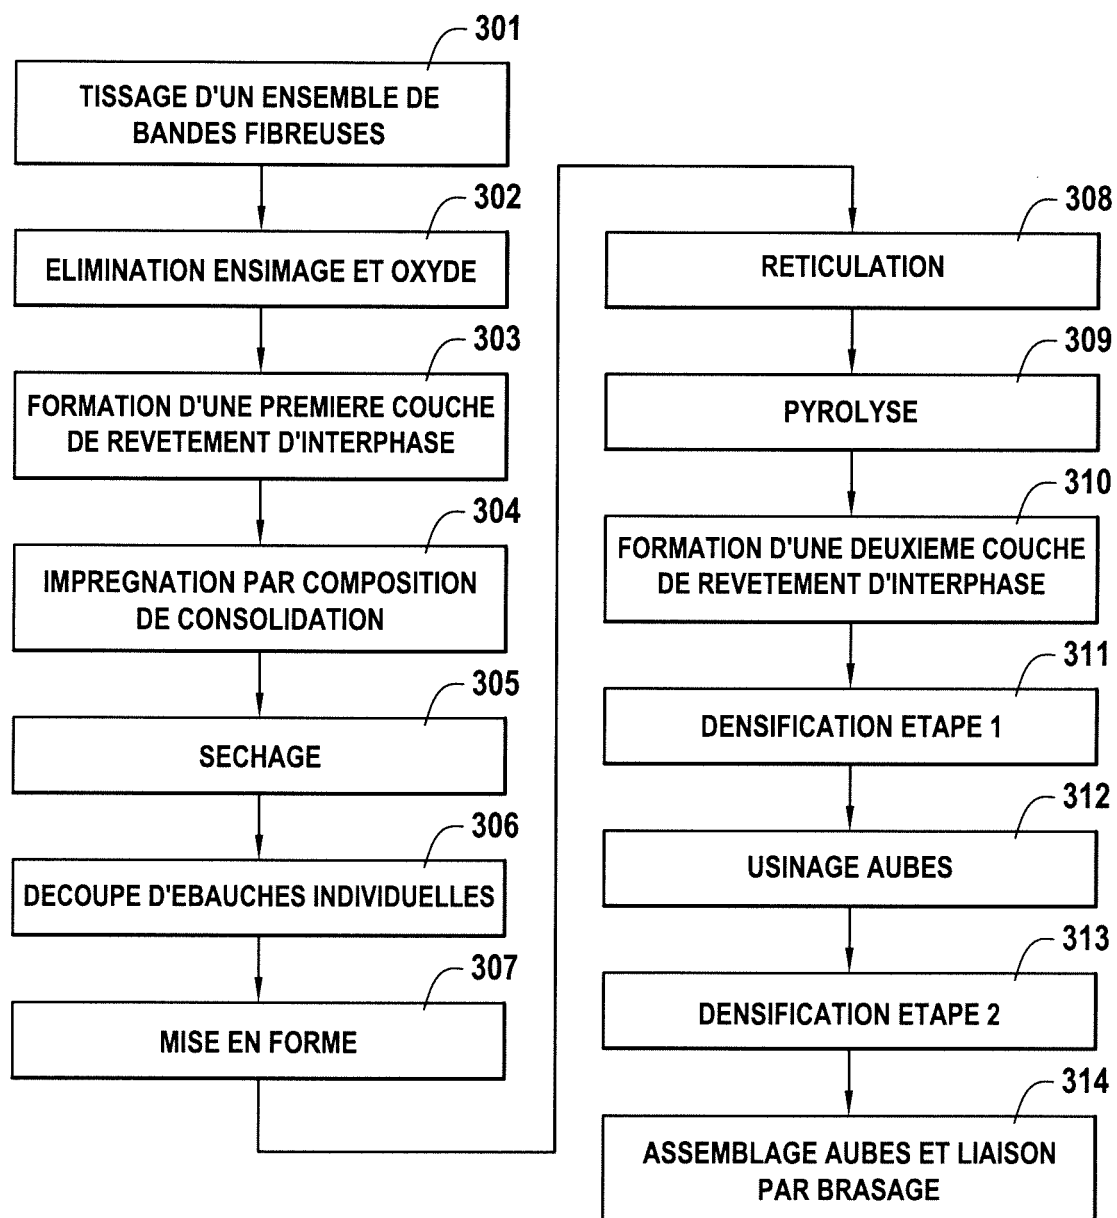 301
TISSAGE D'UN ENSEMBLE DE
BANDES FIBREUSES
302
ELIMINATION ENSIMAGE ET OXYDE
303
FORMATION D'UNE PREMIERE COUCHE
DE REVETEMENT D'INTERPHASE
304
IMPREGNATION PAR COMPOSITION
DE CONSOLIDATION
305
SECHAGE
306
DECOUPE D'EBAUCHES INDIVIDUELLES
307
MISE EN FORME
308
RETICULATION
309
PYROLYSE
310
FORMATION D'UNE DEUXIEME COUCHE
DE REVETEMENT D'INTERPHASE
311
DENSIFICATION ETAPE 1
312
USINAGE AUBES
313
DENSIFICATION ETAPE 2
314
ASSEMBLAGE AUBES ET LIAISON
PAR BRASAGE